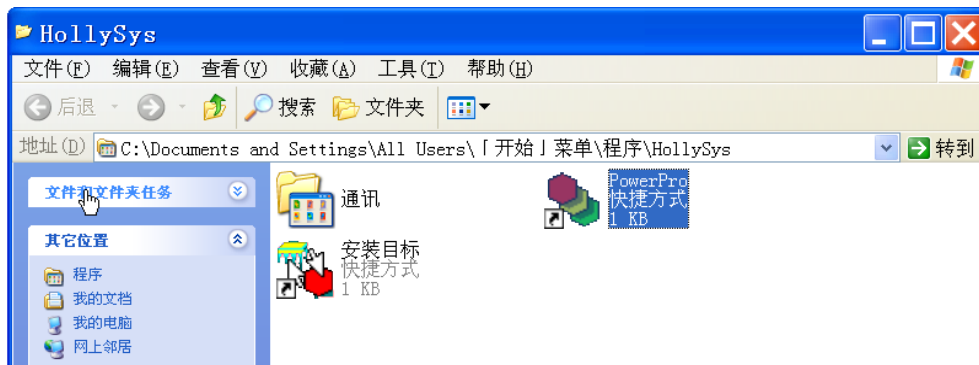 HollySys
文件(F) 编辑(E) 查看(V) 收藏(A) 工具(T) 帮助(H)
后退 搜索 文件夹
地址(D) C:\Documents and Settings\All Users\「开始」菜单\程序\HollySys 转到
文件和文件夹任务
其它位置
程序
我的文档
我的电脑
网上邻居
通讯
PowerPro
快捷方式
1 KB
安装目标
快捷方式
1 KB